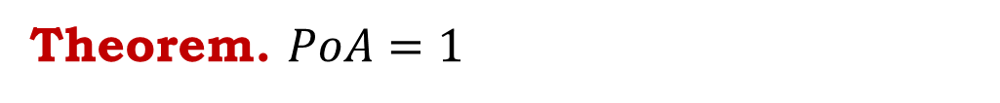 Theorem. PoA = 1